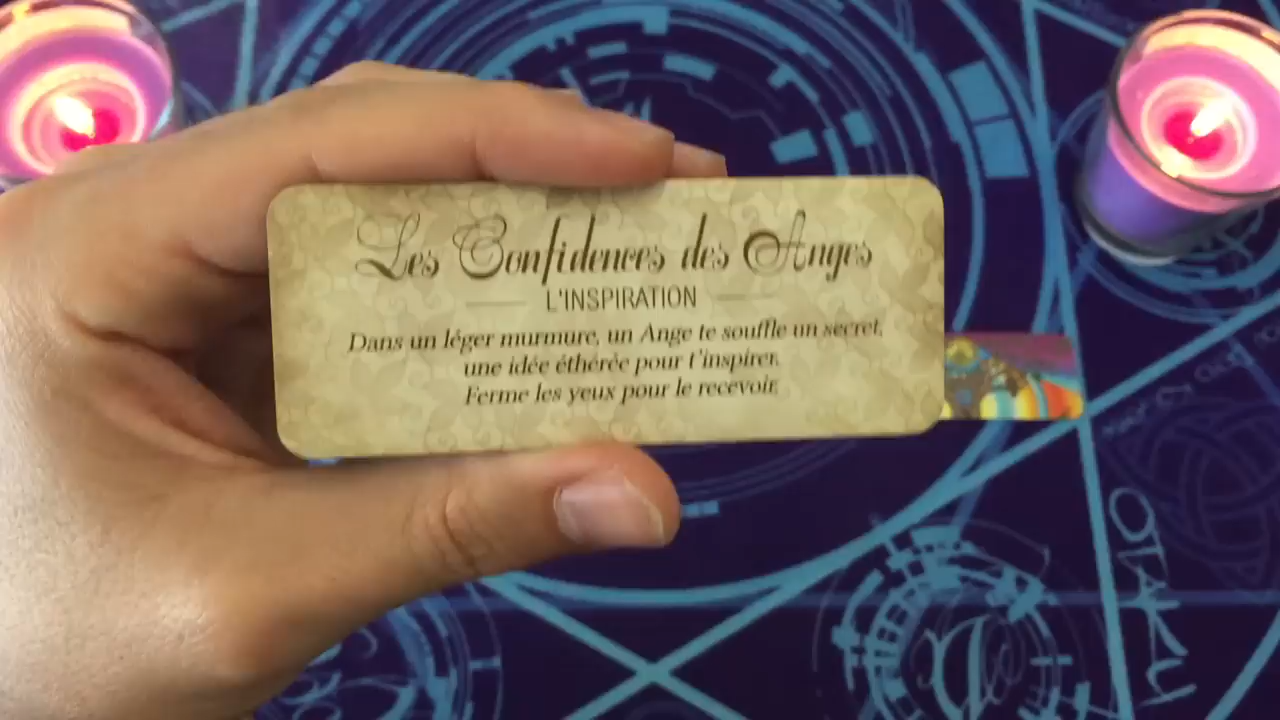 Les Confidences des Anges
L'INSPIRATION
Dans un léger murmure, un Ange te souffle un secret,
une idée éthérée pour t'inspirer.
Ferme les yeux pour le recevoir.